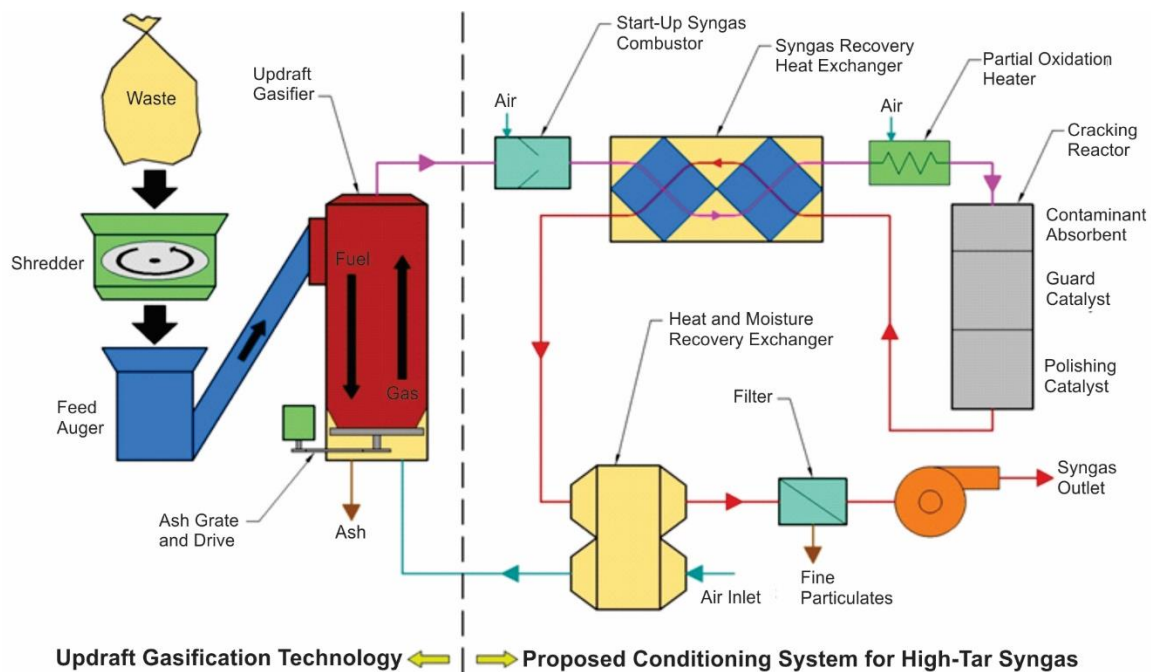 Waste
Shredder
Feed
Auger
Updraft
Gasifier
Fuel
Gas
Ash Grate
and Drive
Ash
Air
Start-Up Syngas
Combustor
Syngas Recovery
Heat Exchanger
Air
Partial Oxidation
Heater
Cracking
Reactor
Contaminant
Absorbent
Guard
Catalyst
Polishing
Catalyst
Heat and Moisture
Recovery Exchanger
Filter
Syngas
Outlet
Air Inlet
Fine
Particulates
Updraft Gasification Technology
Proposed Conditioning System for High-Tar Syngas